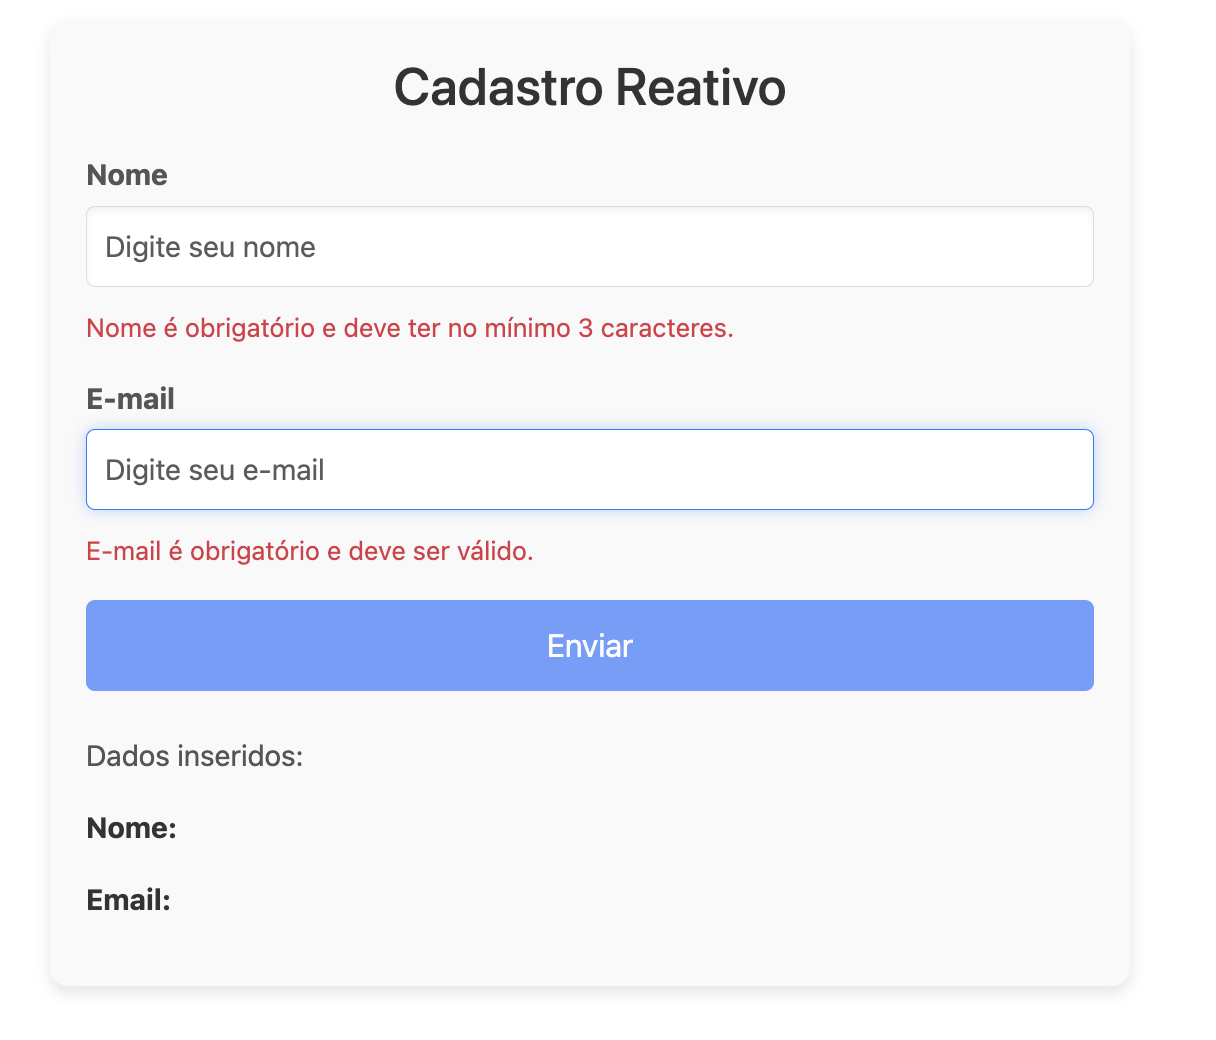 Cadastro Reativo
Nome
Digite seu nome
Nome é obrigatório e deve ter no mínimo 3 caracteres.
E-mail
Digite seu e-mail
E-mail é obrigatório e deve ser válido.
Enviar
Dados inseridos:
Nome:
Email: